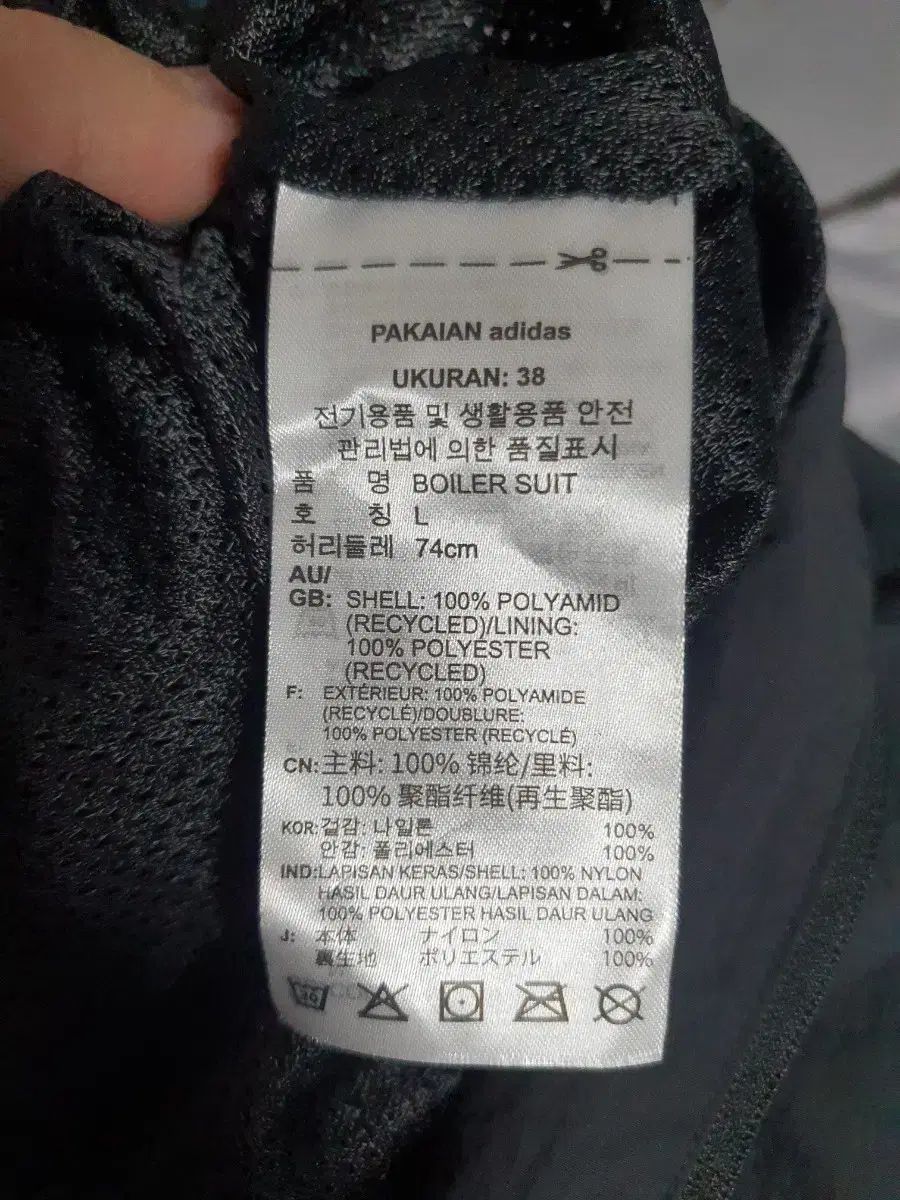 PAKAIAN adidas
UKURAN: 38
전기용품 및 생활용품 안전
관리법에 의한 품질표시
품 명 BOILER SUIT
호 칭 L
허리둘레 74cm
AU/
GB: SHELL: 100% POLYAMID
(RECYCLED)/LINING:
100% POLYESTER
(RECYCLED)
F: EXTÉRIEUR: 100% POLYAMIDE
(RECYCLÉ)/DOUBLURE:
100% POLYESTER (RECYCLÉ)
CN: 主料: 100% 锦纶/里料:
100% 聚酯纤维(再生聚酯)
KOR: 겉감: 나일론 100%
안감: 폴리에스터 100%
IND: LAPISAN KERAS/SHELL: 100% NYLON
HASIL DAUR ULANG/LAPISAN DALAM:
100% POLYESTER HASIL DAUR ULANG
J: 本体 ナイロン 100%
裏生地 ポリエステル 100%